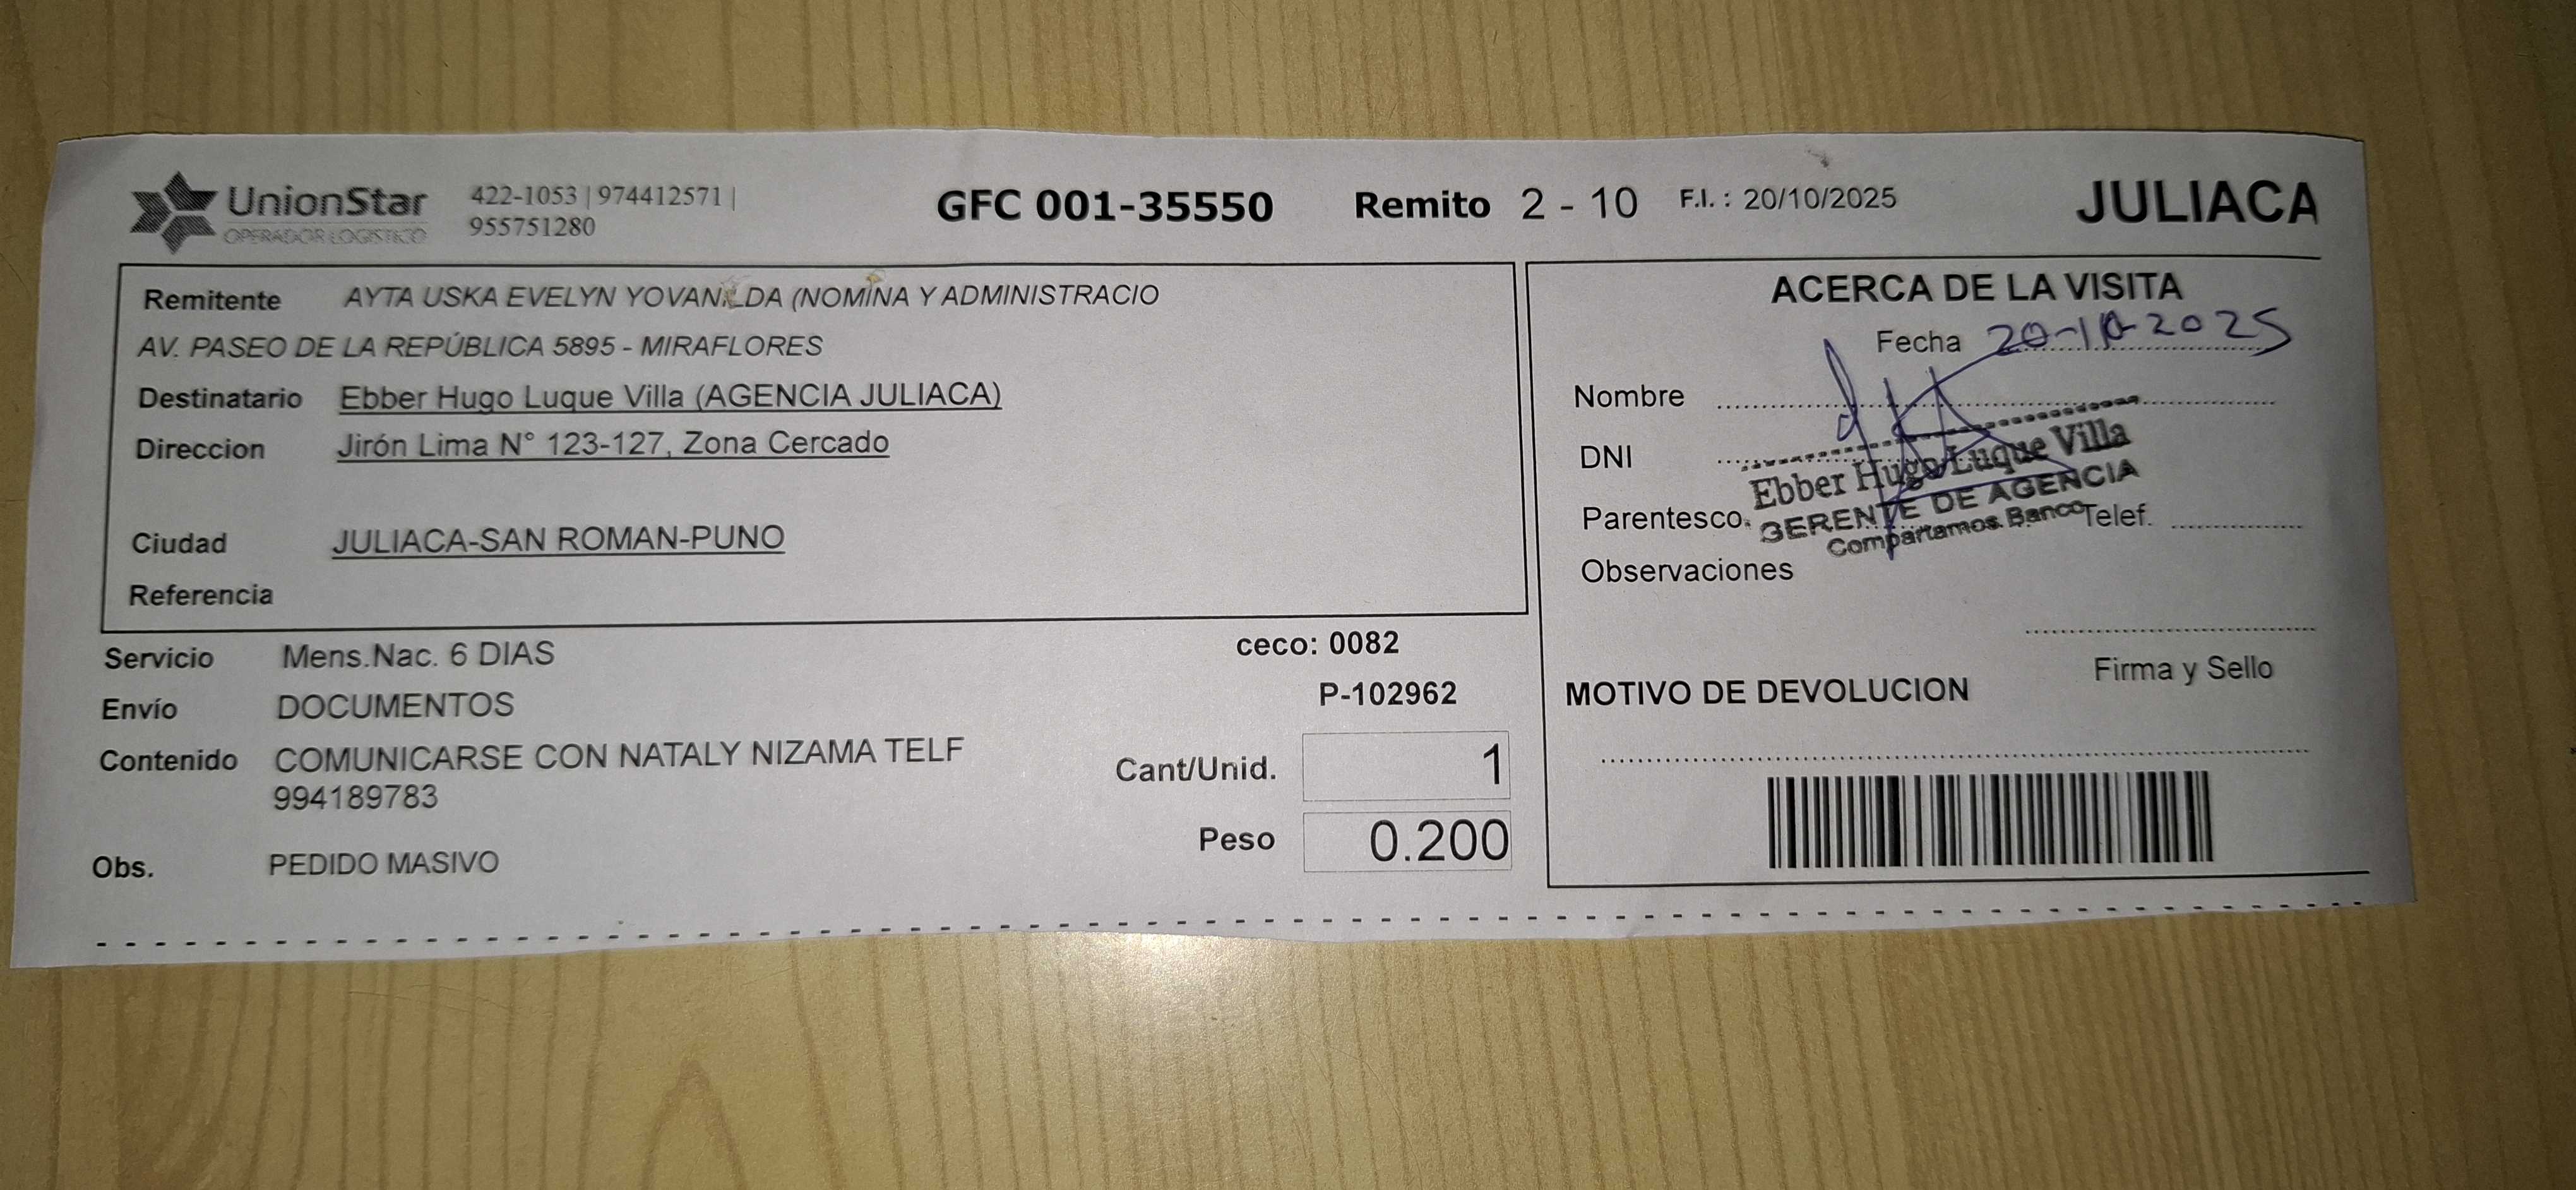 UnionStar
OPERADOR LOGISTICO
422-1053 | 974412571 |
955751280
GFC 001-35550
Remito 2 - 10
F.I. : 20/10/2025
JULIACA
Remitente AYTA USKA EVELYN YOVANILDA (NOMINA Y ADMINISTRACIO
AV. PASEO DE LA REPÚBLICA 5895 - MIRAFLORES
Destinatario Ebber Hugo Luque Villa (AGENCIA JULIACA)
Direccion Jirón Lima N° 123-127, Zona Cercado
Ciudad JULIACA-SAN ROMAN-PUNO
Referencia
Servicio Mens.Nac. 6 DIAS
ceco: 0082
Envío DOCUMENTOS
P-102962
Contenido COMUNICARSE CON NATALY NIZAMA TELF
994189783
Cant/Unid. 1
Peso 0.200
Obs. PEDIDO MASIVO
ACERCA DE LA VISITA
Fecha 20-10-2025
Nombre
DNI
Ebber Hugo Luque Villa
GERENTE DE AGENCIA
Compartamos Banco
Parentesco.
Telef.
Observaciones
Firma y Sello
MOTIVO DE DEVOLUCION